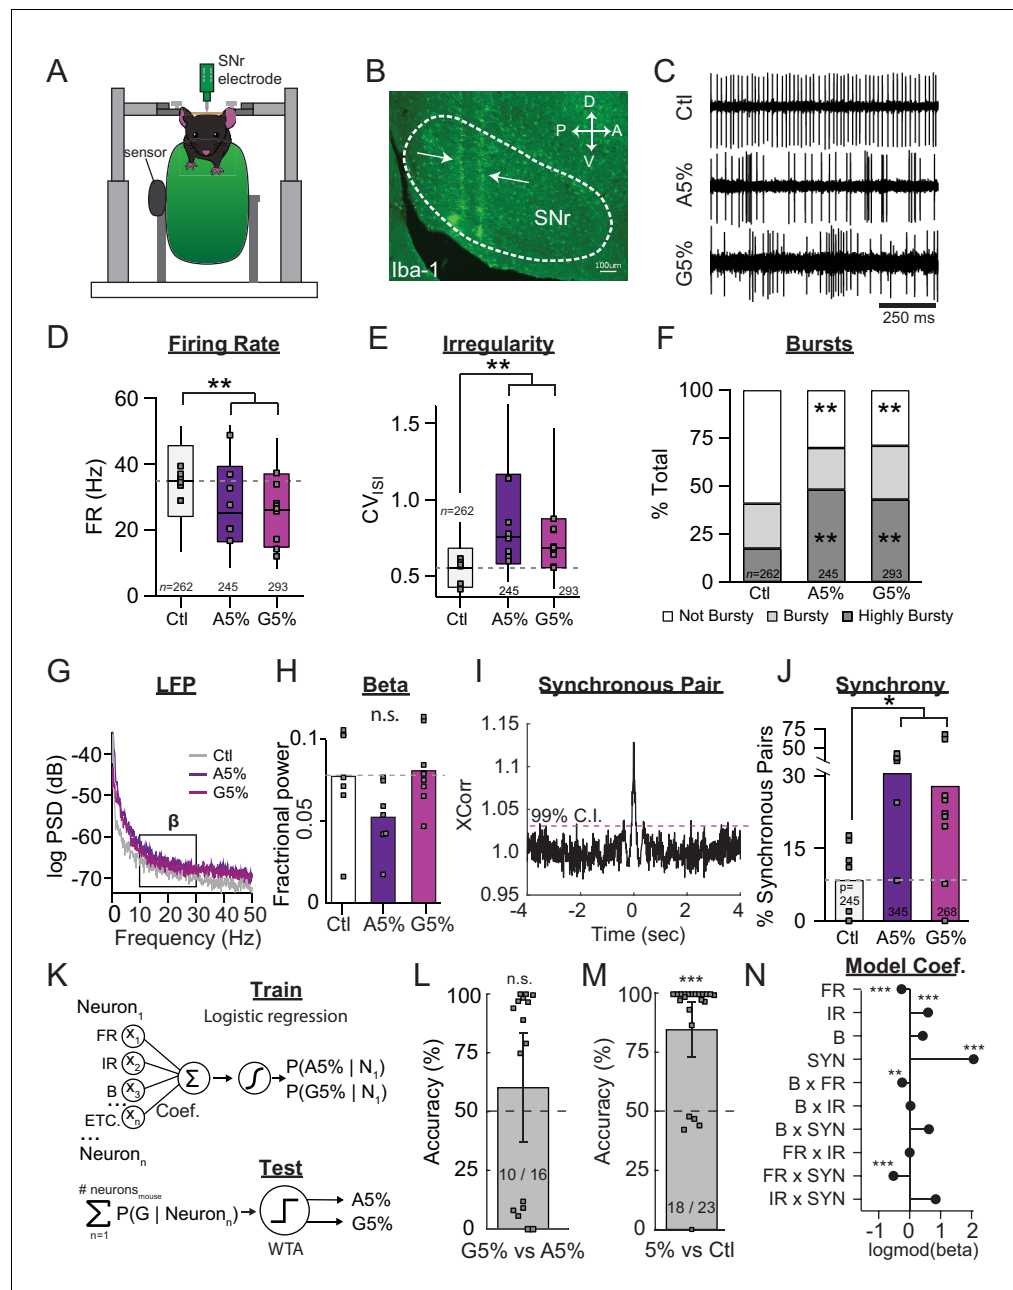 A
SNr
electrode
sensor
B
D
P A
V
SNr
Iba-1
100um
C
Ctl
A5%
G5%
250 ms
D
Firing Rate
**
60
40
20
0
FR (Hz)
n=262
245
293
Ctl
A5%
G5%
E
Irregularity
**
1.5
1.0
0.5
CVISI
n=262
245
293
Ctl
A5%
G5%
F
Bursts
100
75
50
25
0
% Total
**
**
**
**
n=262
245
293
Ctl
A5%
G5%
Not Bursty
Bursty
Highly Bursty
G
LFP
-40
-50
-60
-70
log PSD (dB)
Ctl
A5%
G5%
β
0 10 20 30 40 50
Frequency (Hz)
H
Beta
n.s.
0.1
0.05
0
Fractrional power
Ctl
A5%
G5%
I
Synchronous Pair
1.15
1.10
1.05
1.0
0.95
XCorr
99% C.I.
-4 -2 0 2 4
Time (sec)
J
Synchrony
*
75
50
30
15
0
% Synchronous Pairs
p=
245
345
268
Ctl
A5%
G5%
K
Train
Logistic regression
Neuron1
FR x1
IR x2
B x3
...
ETC. xn
...
Neuronn
Σ
Coef.
P(A5% | N1)
P(G5% | N1)
Test
# neuronsmouse
Σ P(G | Neuronn)
n=1
WTA
A5%
G5%
L
n.s.
100
75
50
25
0
Accuracy (%)
10 / 16
G5% vs A5%
M
***
100
75
50
25
0
Accuracy (%)
18 / 23
5% vs Ctl
N
Model Coef.
FR ***
IR ***
B
SYN ***
B x FR **
B x IR
B x SYN
FR x IR
FR x SYN ***
IR x SYN
-1 0 1 2
logmod(beta)